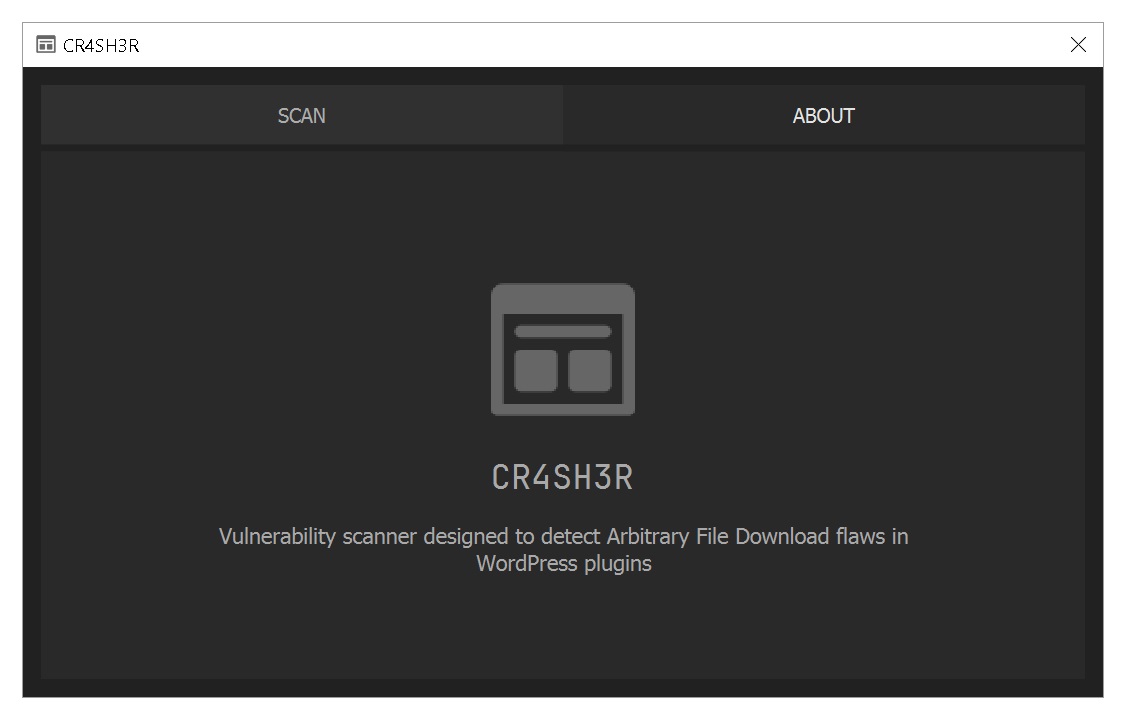 CR4SH3R
SCAN
ABOUT
CR4SH3R
Vulnerability scanner designed to detect Arbitrary File Download flaws in
WordPress plugins